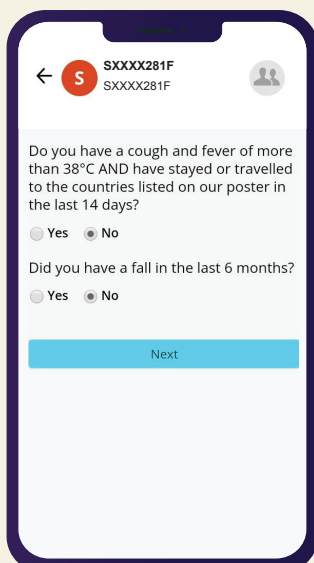 S
SXXXX281F
SXXXX281F
Do you have a cough and fever of more
than 38°C AND have stayed or travelled
to the countries listed on our poster in
the last 14 days?
Yes No
Did you have a fall in the last 6 months?
Yes No
Next